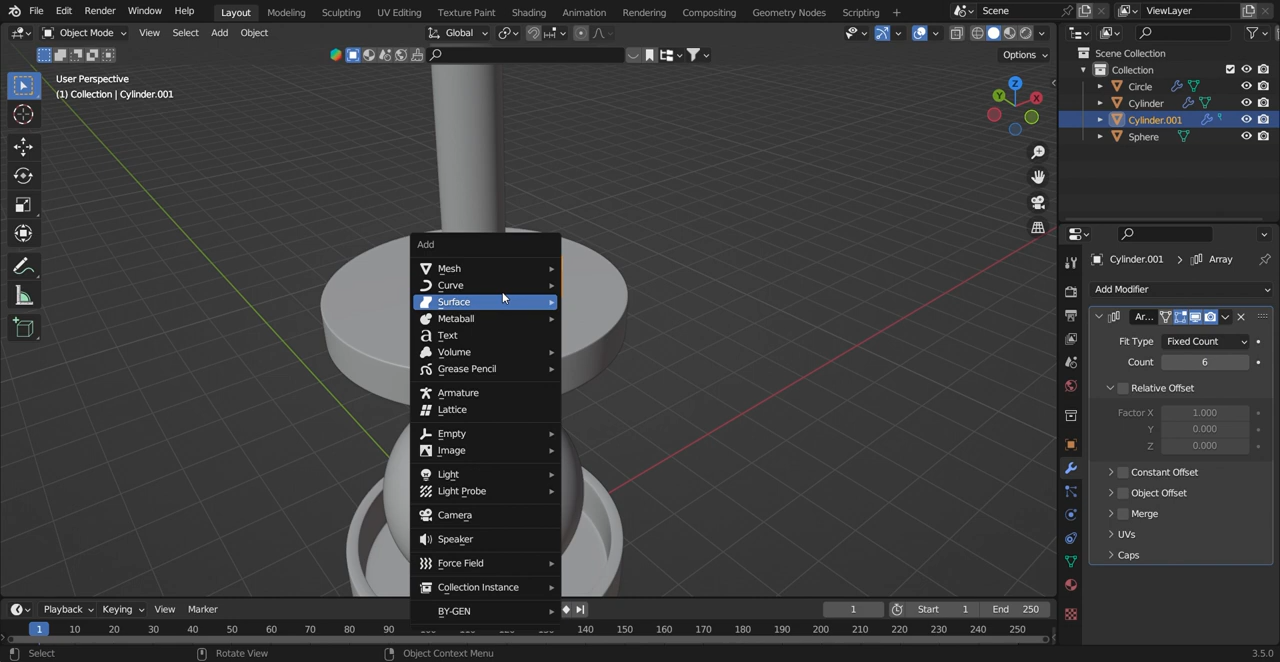 File Edit Render Window Help Layout Modeling Sculpting UV Editing Texture Paint Shading Animation Rendering Compositing Geometry Nodes Scripting + Scene ViewLayer
Object Mode View Select Add Object Global
Options
User Perspective
(1) Collection | Cylinder.001
Z
Y
X
Scene Collection
Collection
Circle
Cylinder
Cylinder.001
Sphere
Add
Mesh
Curve
Surface
Metaball
Text
Volume
Grease Pencil
Armature
Lattice
Empty
Image
Light
Light Probe
Camera
Speaker
Force Field
Collection Instance
BY-GEN
Cylinder.001 > Array
Add Modifier
Ar...
Fit Type Fixed Count
Count 6
Relative Offset
Factor X 1.000
Y 0.000
Z 0.000
Constant Offset
Object Offset
Merge
UVs
Caps
Playback Keying View Marker 1 Start 1 End 250
1 10 20 30 40 50 60 70 80 90 140 150 160 170 180 190 200 210 220 230 240 250
Select Rotate View Object Context Menu 3.5.0